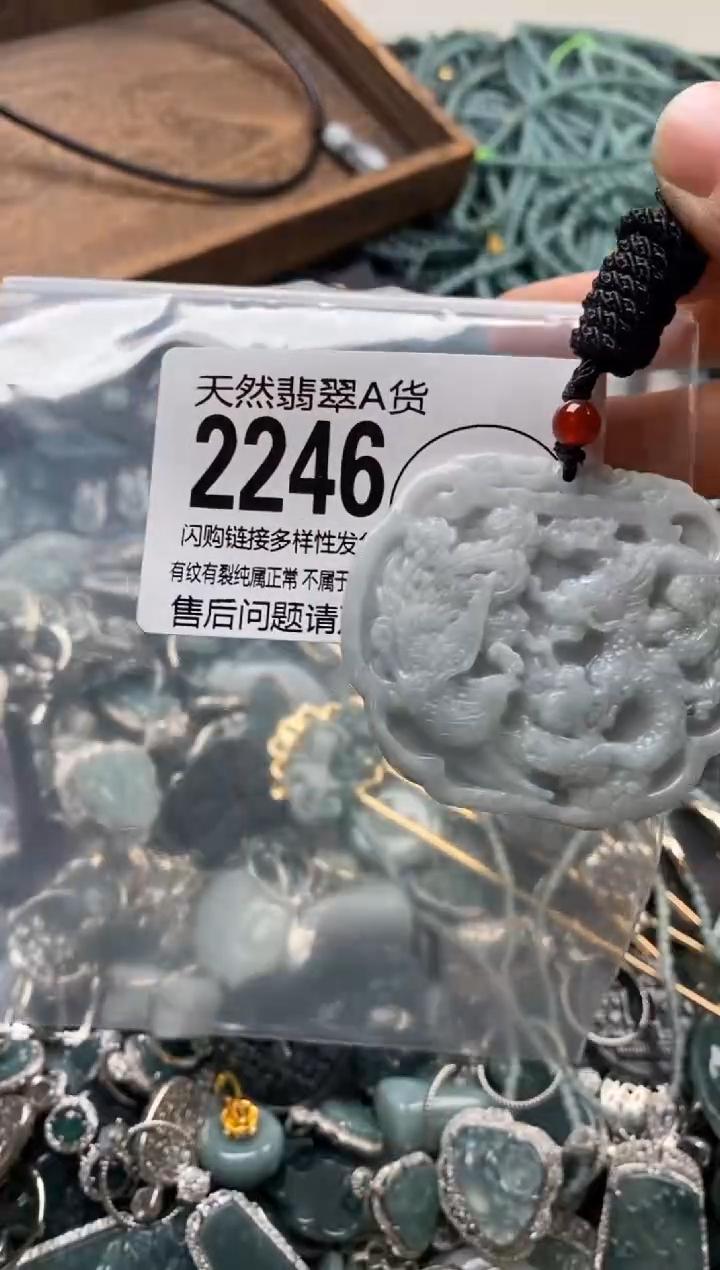 天然翡翠A货
2246
闪购链接多样性发
有纹有裂纯属正常 不属于
售后问题请